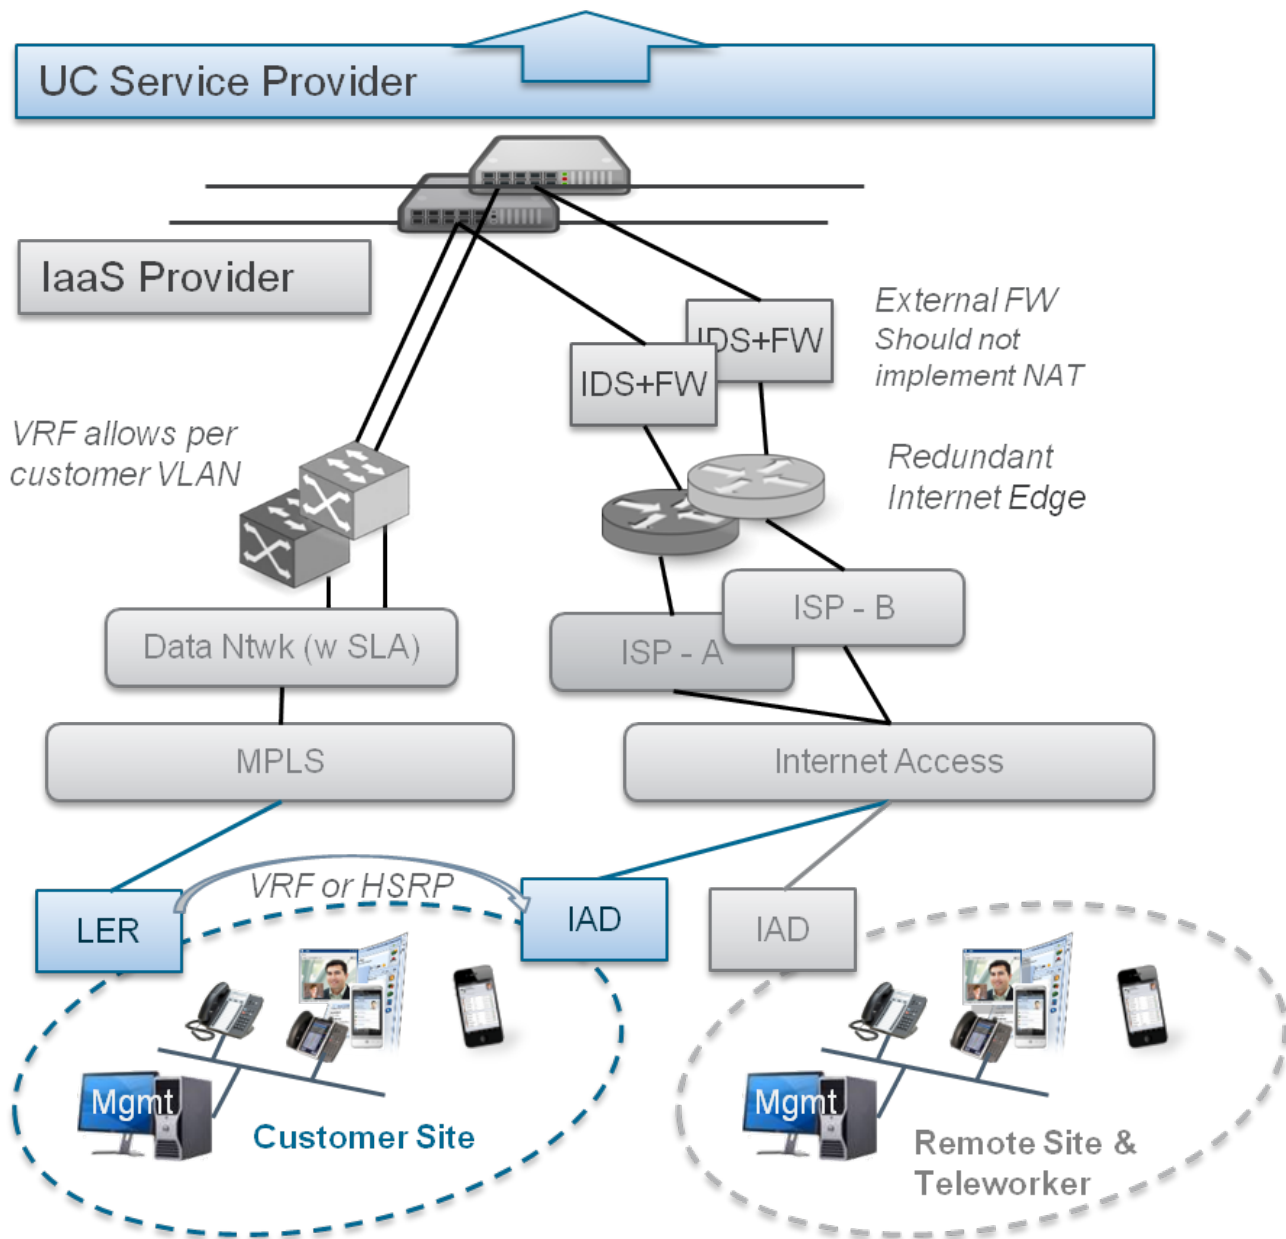 UC Service Provider
IaaS Provider
External FW
Should not
implement NAT
IDS+FW
IDS+FW
VRF allows per
customer VLAN
Redundant
Internet Edge
ISP - B
ISP - A
Data Ntwk (w SLA)
MPLS
Internet Access
VRF or HSRP
LER
IAD
IAD
Mgmt
Customer Site
Mgmt
Remote Site &
Teleworker